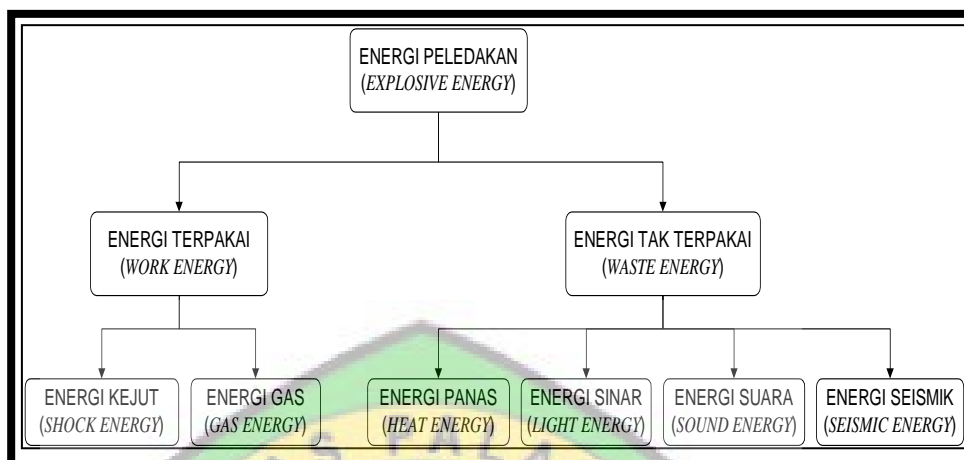 ENERGI PELEDAKAN
(EXPLOSIVE ENERGY)
ENERGI TERPAKAI
(WORK ENERGY)
ENERGI TAK TERPAKAI
(WASTE ENERGY)
ENERGI KEJUT
(SHOCK ENERGY)
ENERGI GAS
(GAS ENERGY)
ENERGI PANAS
(HEAT ENERGY)
ENERGI SINAR
(LIGHT ENERGY)
ENERGI SUARA
(SOUND ENERGY)
ENERGI SEISMIK
(SEISMIC ENERGY)